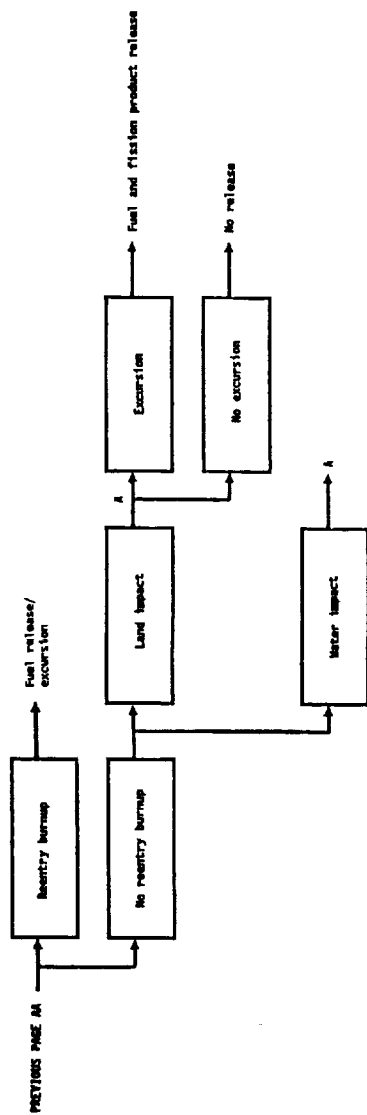 PREVIOUS PAGE AA
Reentry burnup
Fuel release/
excursion
No reentry burnup
Land impact
A
Excursion
Fuel and fission product release
No excursion
No release
Water impact
A